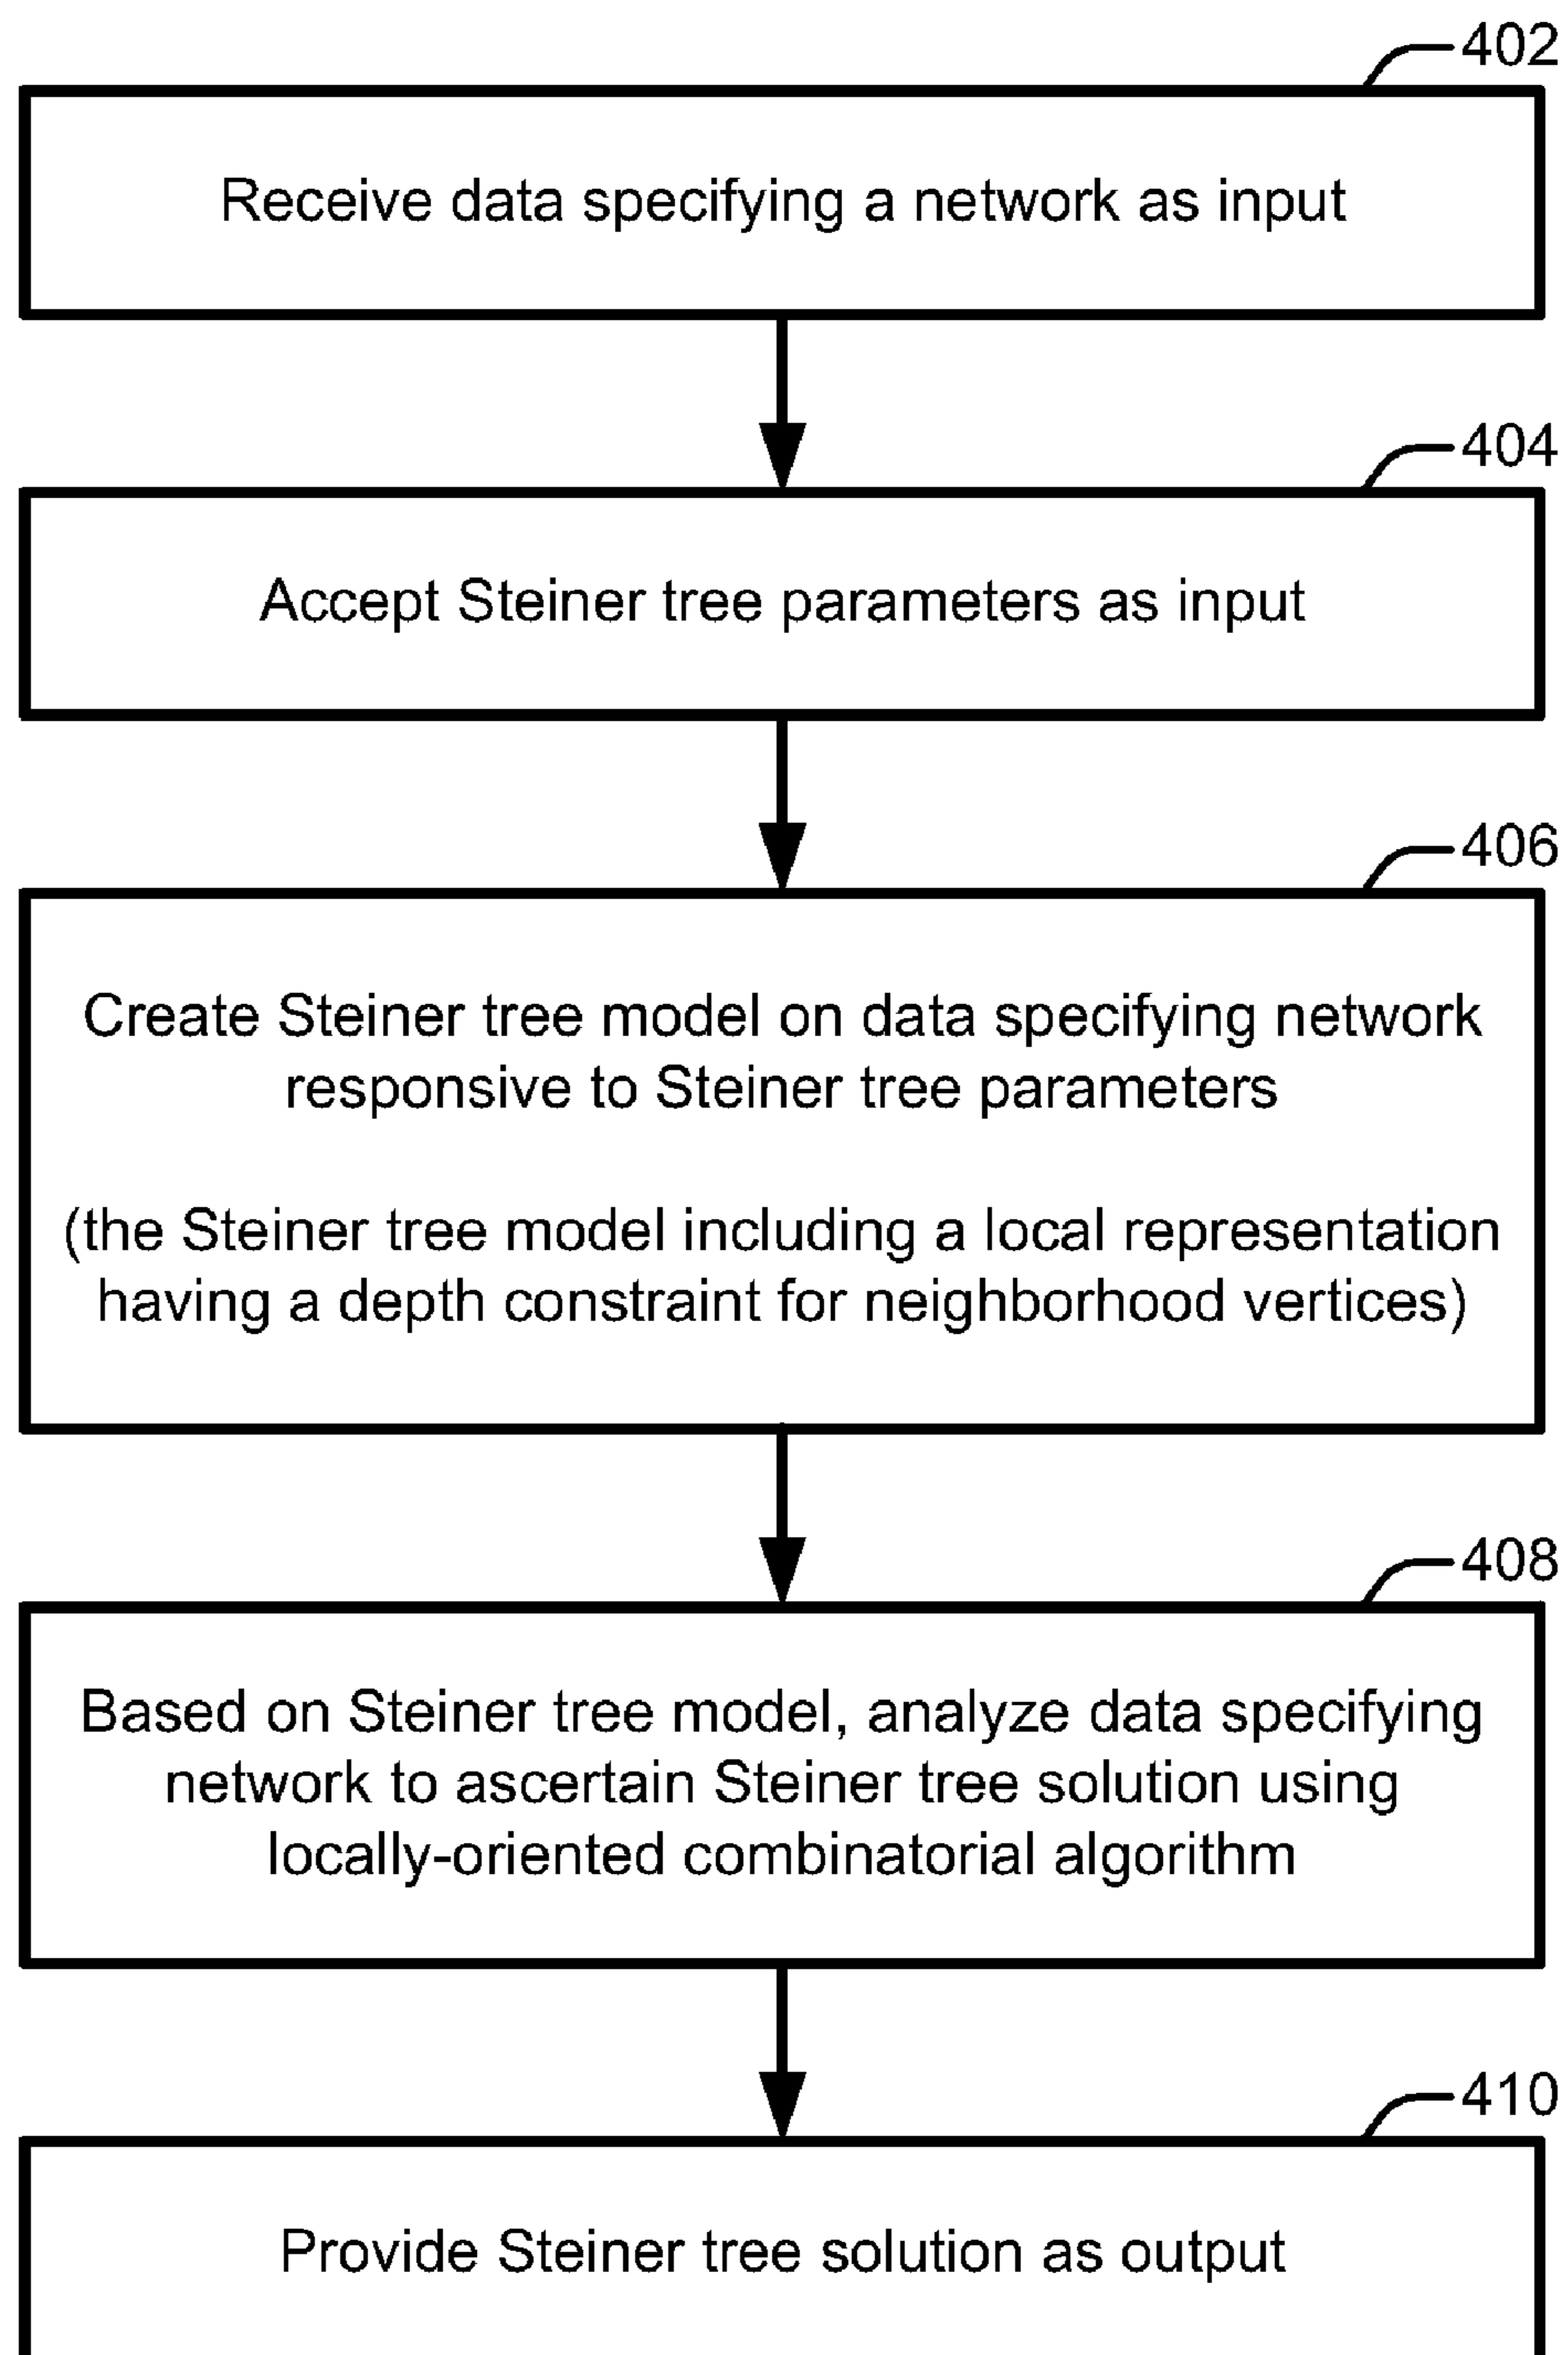 402
Receive data specifying a network as input
404
Accept Steiner tree parameters as input
406
Create Steiner tree model on data specifying network
responsive to Steiner tree parameters
(the Steiner tree model including a local representation
having a depth constraint for neighborhood vertices)
408
Based on Steiner tree model, analyze data specifying
network to ascertain Steiner tree solution using
locally-oriented combinatorial algorithm
410
Provide Steiner tree solution as output